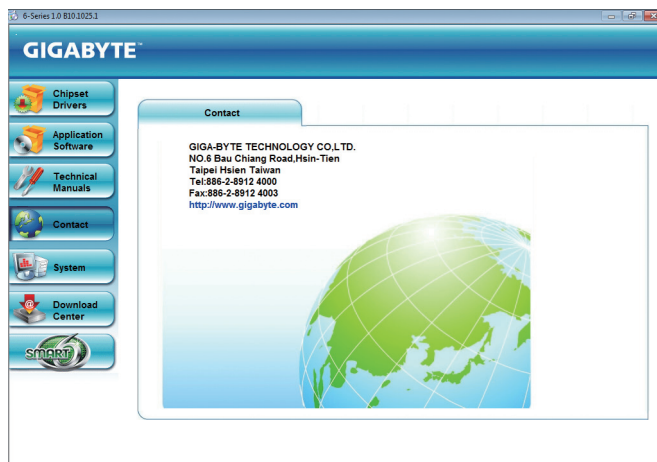 6-Series 1.0 B10.1025.1
GIGABYTE™
Chipset
Drivers
Application
Software
Technical
Manuals
Contact
System
Download
Center
SMART6
Contact
GIGA-BYTE TECHNOLOGY CO,LTD.
NO.6 Bau Chiang Road,Hsin-Tien
Taipei Hsien Taiwan
Tel:886-2-8912 4000
Fax:886-2-8912 4003
http://www.gigabyte.com